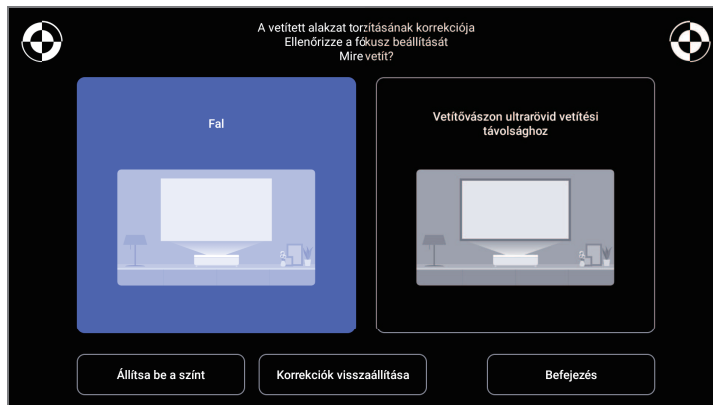 A vetített alakzat torzításának korrekciója
Ellenőrizze a fókusz beállítását
Mire vetít?
Fal
Vetítővászon ultrarövid vetítési
távolsághoz
Állítsa be a színt
Korrekciók visszaállítása
Befejezés